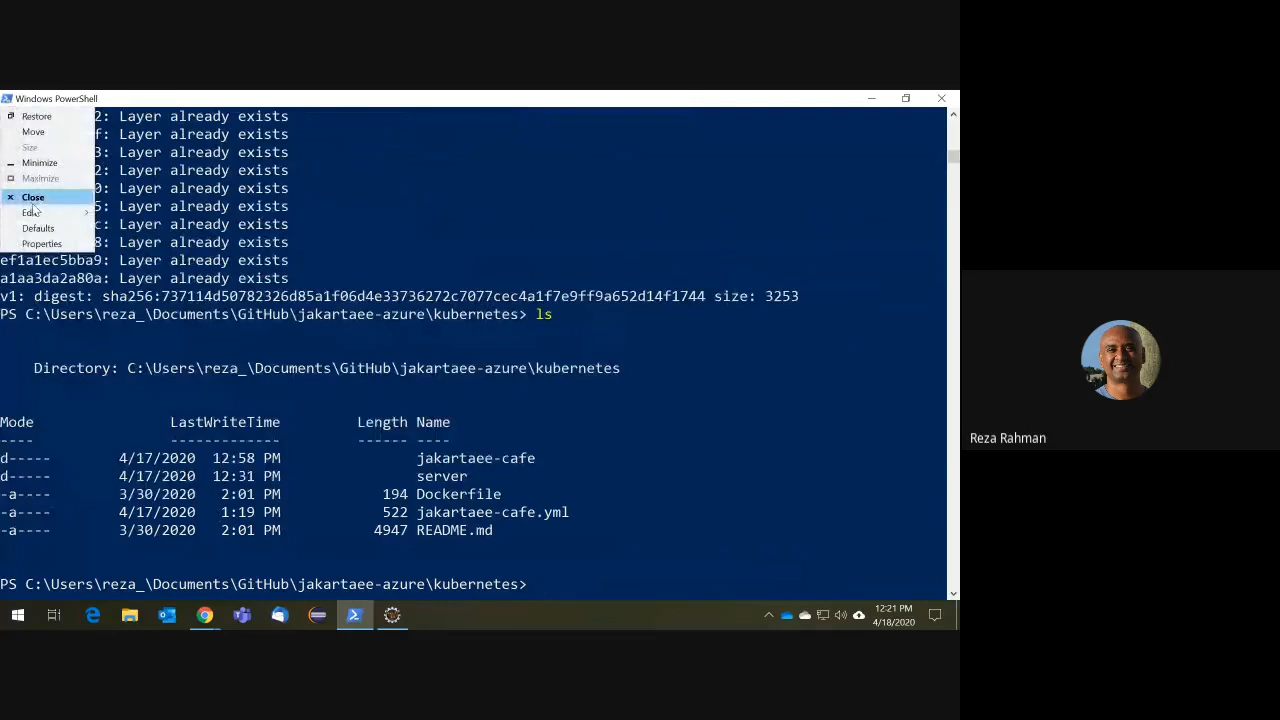 Windows PowerShell
Restore
Move
Size
Minimize
Maximize
Close
Defaults
Properties
2: Layer already exists
f: Layer already exists
3: Layer already exists
2: Layer already exists
0: Layer already exists
5: Layer already exists
c: Layer already exists
8: Layer already exists
ef1a1ec5bba9: Layer already exists
a1aa3da2a80a: Layer already exists
v1: digest: sha256:737114d50782326d85a1f06d4e33736272c7077cec4a1f7e9ff9a652d14f1744 size: 3253
PS C:\Users\reza_\Documents\GitHub\jakartaee-azure\kubernetes> ls
Directory: C:\Users\reza_\Documents\GitHub\jakartaee-azure\kubernetes
Mode LastWriteTime Length Name
---- ------------- ------ ----
d----- 4/17/2020 12:58 PM jakartaee-cafe
d----- 4/17/2020 12:31 PM server
-a---- 3/30/2020 2:01 PM 194 Dockerfile
-a---- 4/17/2020 1:19 PM 522 jakartaee-cafe.yml
-a---- 3/30/2020 2:01 PM 4947 README.md
PS C:\Users\reza_\Documents\GitHub\jakartaee-azure\kubernetes>
12:21 PM
4/18/2020
Reza Rahman